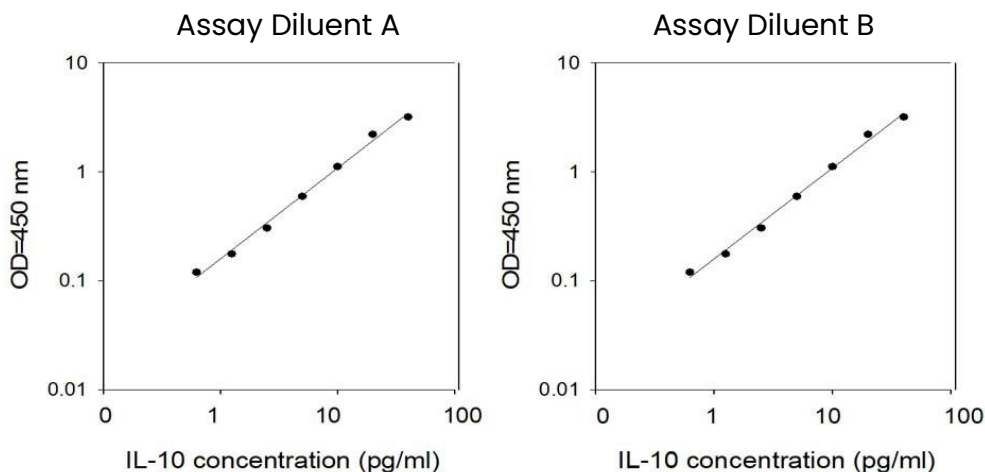 Assay Diluent A
10
1
0.1
0.01
OD=450 nm
0
1
10
100
IL-10 concentration (pg/ml)
Assay Diluent B
10
1
0.1
0.01
OD=450 nm
0
1
10
100
IL-10 concentration (pg/ml)